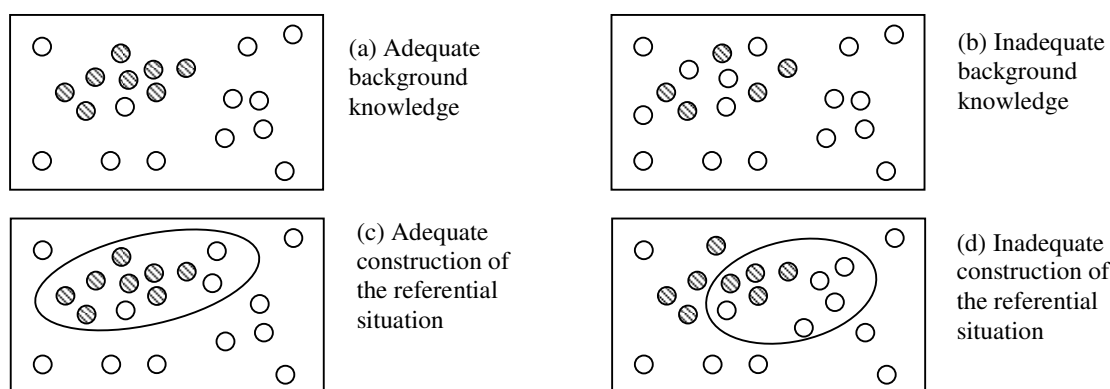 (a) Adequate
background
knowledge
(b) Inadequate
background
knowledge
(c) Adequate
construction of
the referential
situation
(d) Inadequate
construction of
the referential
situation